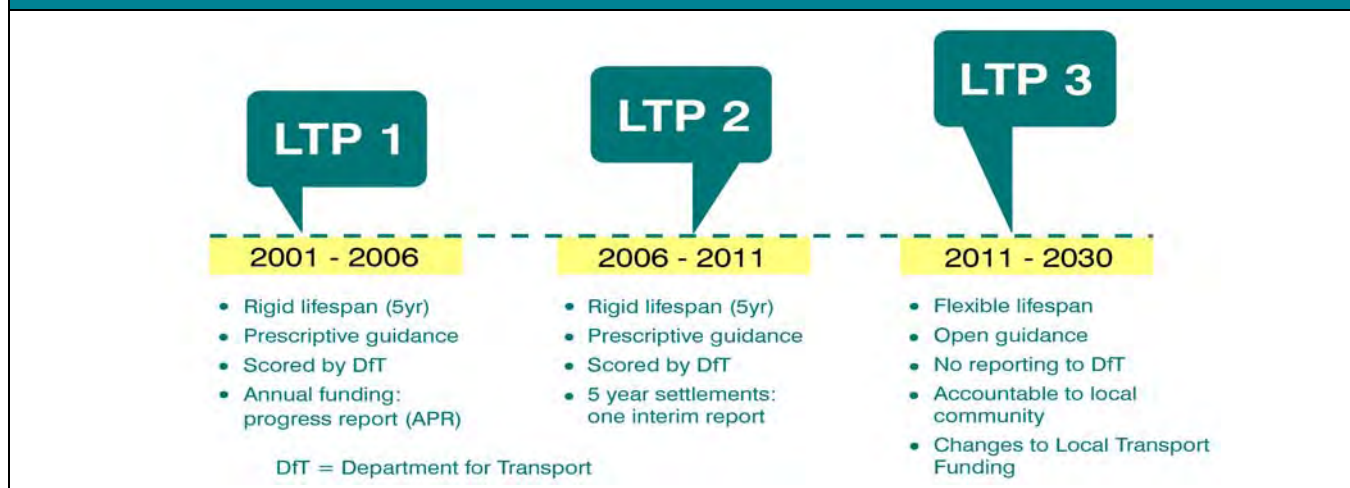 LTP 1
LTP 2
LTP 3
2001 - 2006
• Rigid lifespan (5yr)
• Prescriptive guidance
• Scored by DfT
• Annual funding:
progress report (APR)
2006 - 2011
• Rigid lifespan (5yr)
• Prescriptive guidance
• Scored by DfT
• 5 year settlements:
one interim report
2011 - 2030
• Flexible lifespan
• Open guidance
• No reporting to DfT
• Accountable to local
community
• Changes to Local Transport
Funding
DfT = Department for Transport